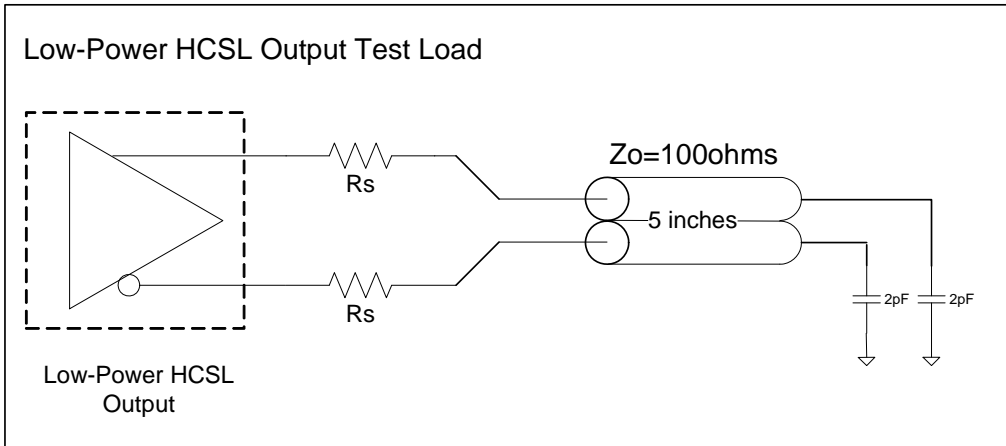 Low-Power HCSL Output Test Load
Rs
Zo=100ohms
5 inches
Rs
2pF
2pF
Low-Power HCSL
Output